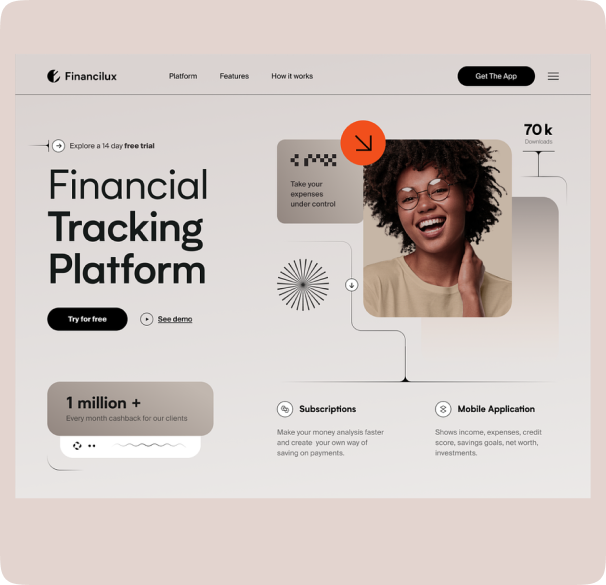 Financilux
Platform
Features
How it works
Get The App
Explore a 14 day free trial
Financial
Tracking
Platform
Try for free
See demo
Take your
expenses
under control
70 k
Downloads
1 million +
Every month cashback for our clients
Subscriptions
Make your money analysis faster
and create your own way of
saving on payments.
Mobile Application
Shows income, expenses, credit
score, savings goals, net worth,
investments.